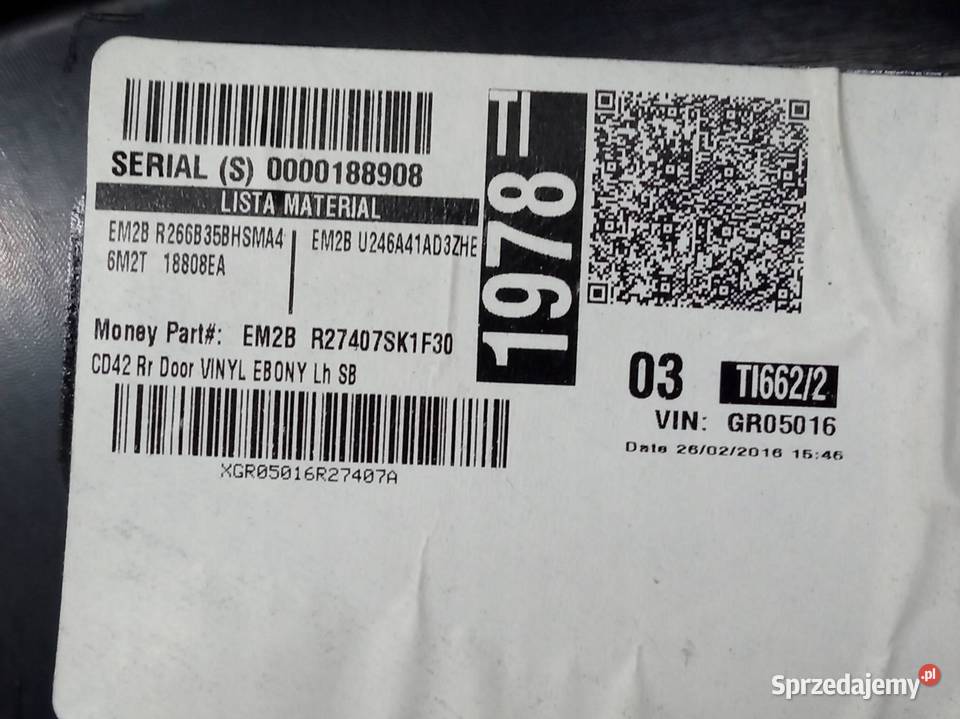 SERIAL (S) 0000188908
LISTA MATERIAL
EM2B R266B35BHSMA4
6M2T 18808EA
EM2B U246A41AD3ZHE
Money Part#: EM2B R27407SK1F30
CD42 Rr Door VINYL EBONY Lh SB
XGR05016R27407A
1978
03 TI662/2
VIN: GR05016
Date 26/02/2016 15:46
Sprzedajemy.pl